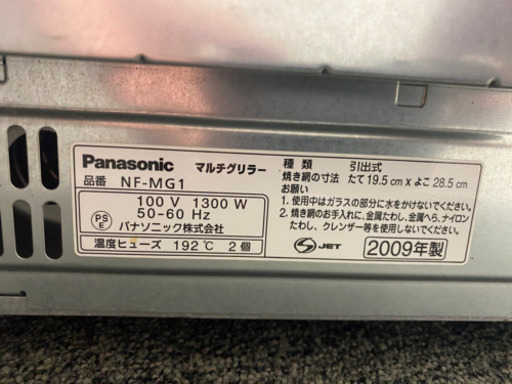 Panasonic マルチグリラー
品番 NF-MG1
100 V 1300 W
50-60 Hz
PSE
パナソニック株式会社
温度ヒューズ 192℃ 2個
種類 引出式
焼き網の寸法 たて 19.5 cm x よこ 28.5 cm
お願い
1. 使用中はガラスの部分に水をかけないでください。
2. 焼き網のお手入れに、金属たわし、金属へら、ナイロン
たわし、クレンザー等を使用しないでください。
S JET
2009年製